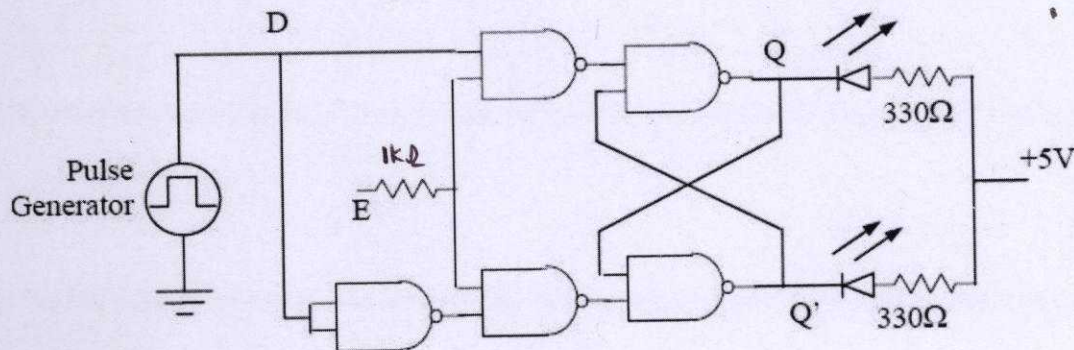 D
Q
330Ω
1kΩ
+5V
Pulse
Generator
E
Q'
330Ω